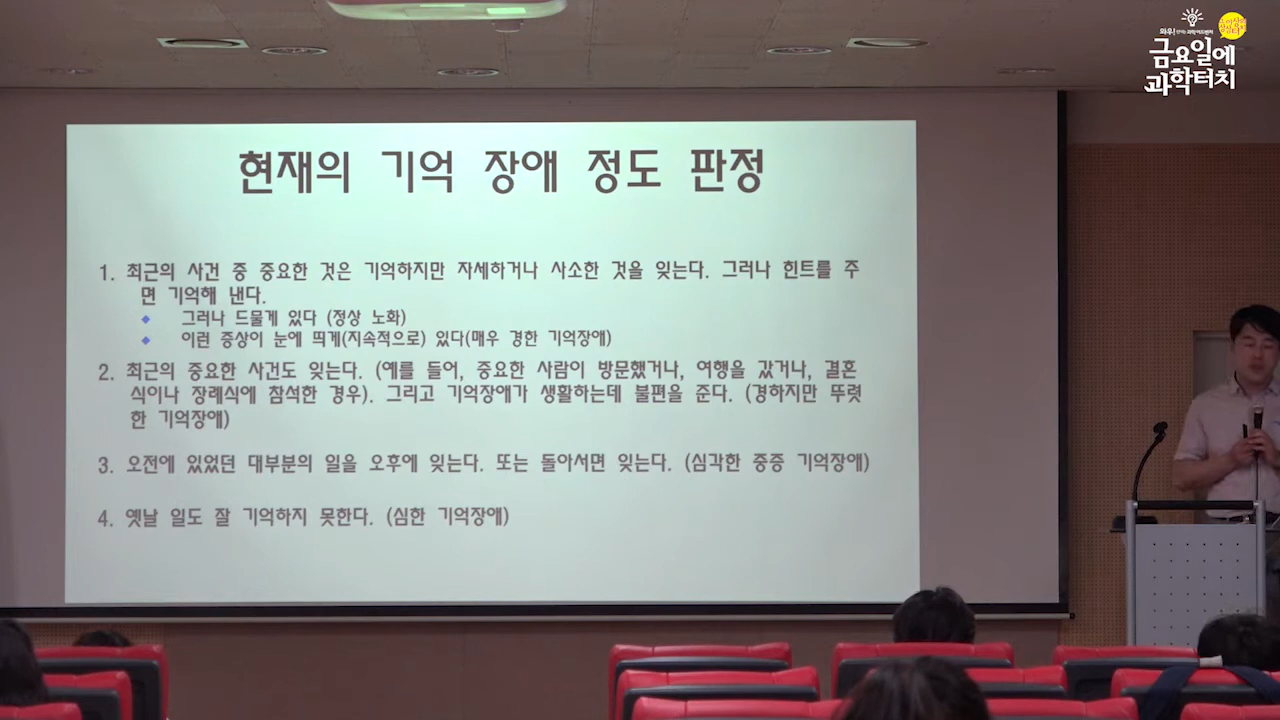 와우!
과학어드벤처
금요일에
과학터치
현재의 기억 장애 정도 판정
1. 최근의 사건 중 중요한 것은 기억하지만 자세하거나 사소한 것을 잊는다. 그러나 힌트를 주
면 기억해 낸다.
그러나 드물게 있다 (정상 노화)
이런 증상이 눈에 띄게(지속적으로) 있다(매우 경한 기억장애)
2. 최근의 중요한 사건도 잊는다. (예를 들어, 중요한 사람이 방문했거나, 여행을 갔거나, 결혼
식이나 장례식에 참석한 경우). 그리고 기억장애가 생활하는데 불편을 준다. (경하지만 뚜렷
한 기억장애)
3. 오전에 있었던 대부분의 일을 오후에 잊는다. 또는 돌아서면 잊는다. (심각한 중증 기억장애)
4. 옛날 일도 잘 기억하지 못한다. (심한 기억장애)